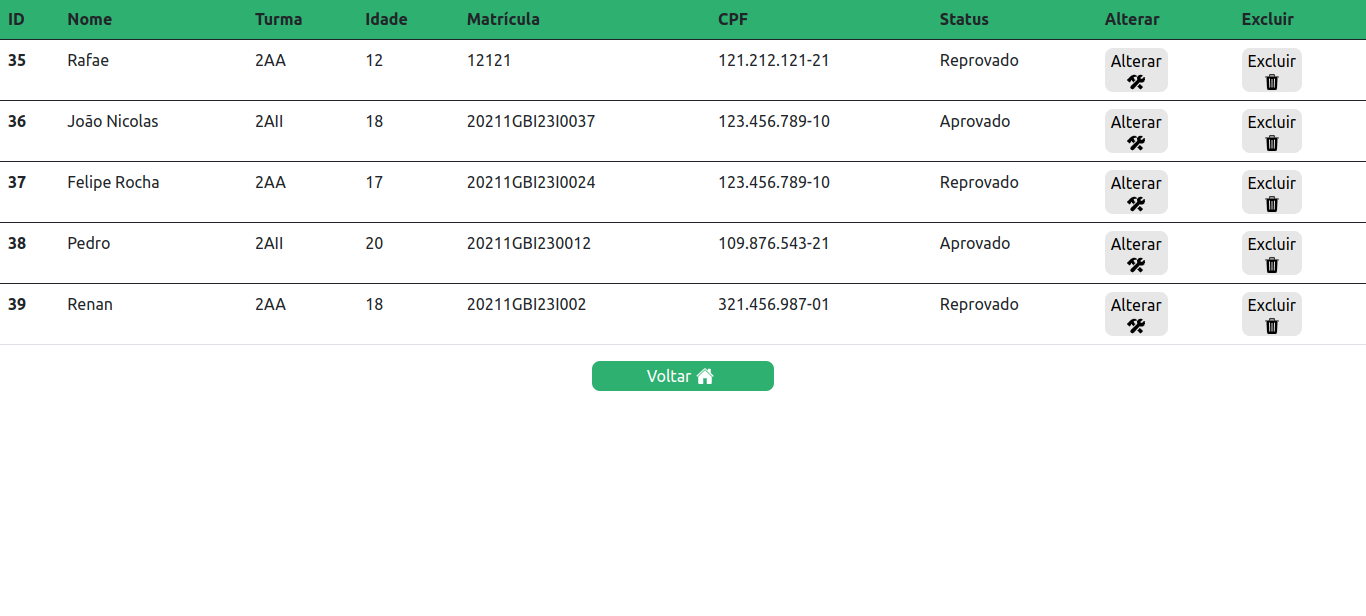 ID Nome Turma Idade Matrícula CPF Status Alterar Excluir
35 Rafae 2AA 12 12121 121.212.121-21 Reprovado Alterar Excluir
36 João Nicolas 2AII 18 20211GBI23I0037 123.456.789-10 Aprovado Alterar Excluir
37 Felipe Rocha 2AA 17 20211GBI23I0024 123.456.789-10 Reprovado Alterar Excluir
38 Pedro 2AII 20 20211GBI230012 109.876.543-21 Aprovado Alterar Excluir
39 Renan 2AA 18 20211GBI23I002 321.456.987-01 Reprovado Alterar Excluir
Voltar